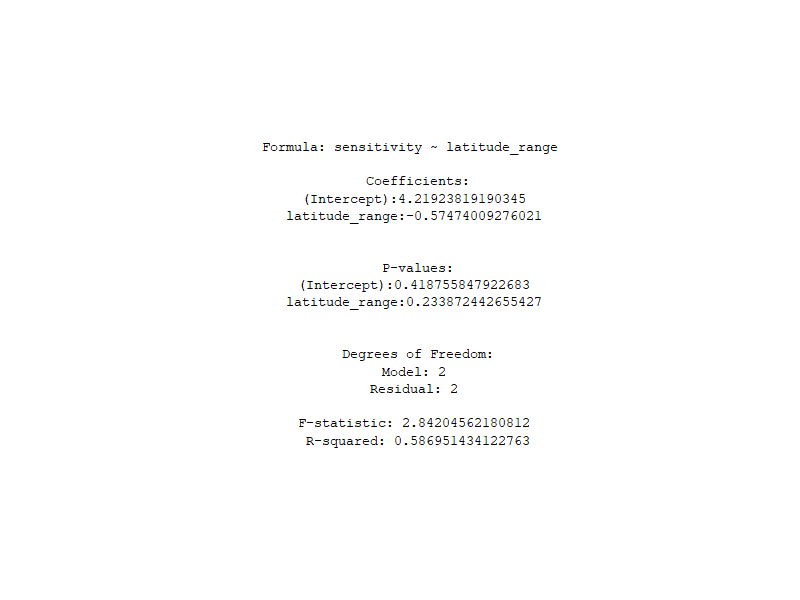 Formula: sensitivity ~ latitude_range
Coefficients:
(Intercept):4.21923819190345
latitude_range:-0.57474009276021
P-values:
(Intercept):0.418755847922683
latitude_range:0.233872442655427
Degrees of Freedom:
Model: 2
Residual: 2
F-statistic: 2.84204562180812
R-squared: 0.586951434122763